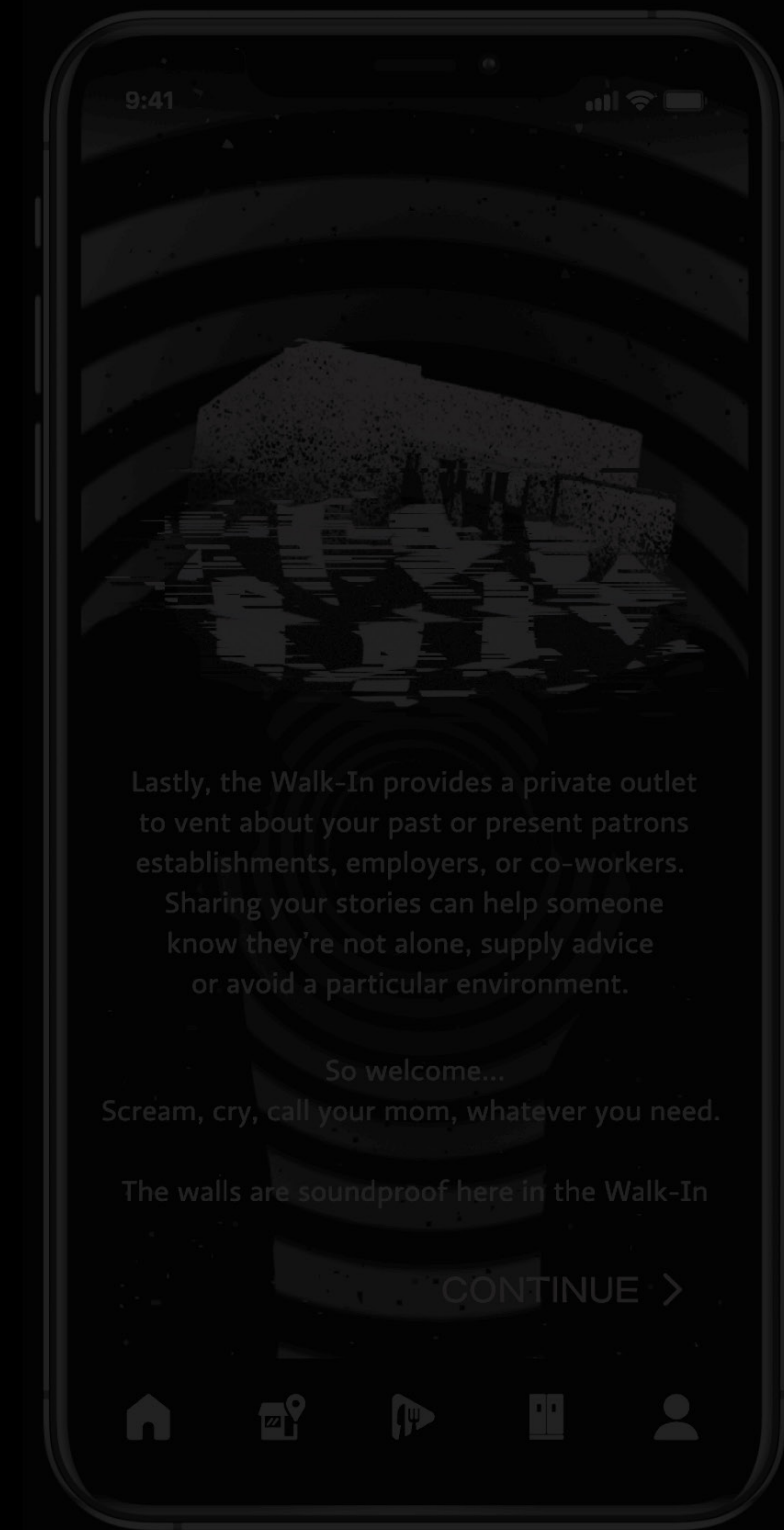 9:41
Lastly, the Walk-In provides a private outlet
to vent about your past or present patrons
establishments, employers, or co-workers.
Sharing your stories can help someone
know they're not alone, supply advice
or avoid a particular environment.
So welcome...
Scream, cry, call your mom, whatever you need.
The walls are soundproof here in the Walk-In
CONTINUE